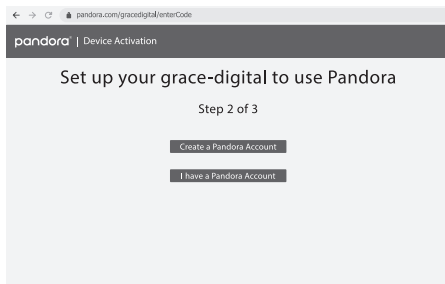 pandora.com/gracedigital/enterCode
pandora® | Device Activation
Set up your grace-digital to use Pandora
Step 2 of 3
Create a Pandora Account
I have a Pandora Account